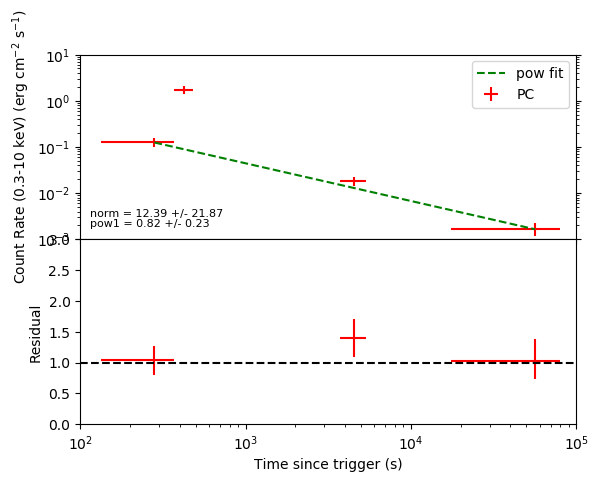 Count Rate (0.3-10 keV) (erg cm⁻² s⁻¹)
10¹
10⁰
10⁻¹
10⁻²
10⁻³
pow fit
PC
norm = 12.39 +/- 21.87
pow1 = 0.82 +/- 0.23
Residual
3.0
2.5
2.0
1.5
1.0
0.5
0.0
10² 10³ 10⁴ 10⁵
Time since trigger (s)